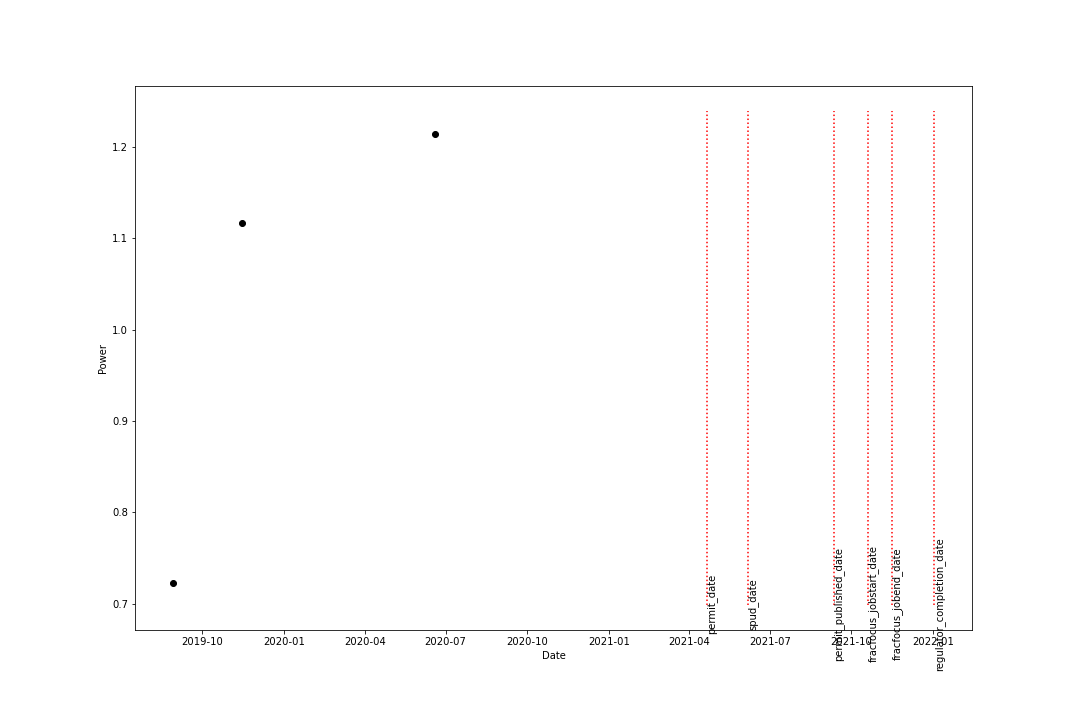 1.2
1.1
1.0
Power
0.9
0.8
0.7
permit_date
spud_date
permit_published_date
fracfocus_jobstart_date
fracfocus_jobend_date
regulator_completion_date
2019-10 2020-01 2020-04 2020-07 2020-10 2021-01 2021-04 2021-07 2021-10 2022-01
Date